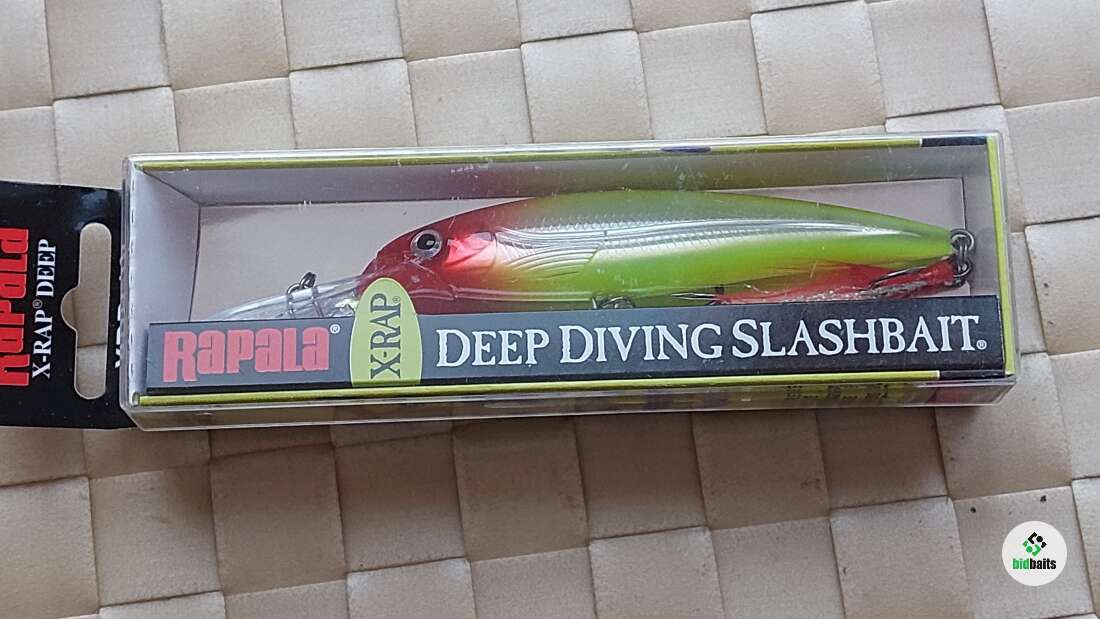 Rapala
X-RAP® DEEP
Rapala® X-RAP® DEEP DIVING SLASHBAIT®
bidbaits